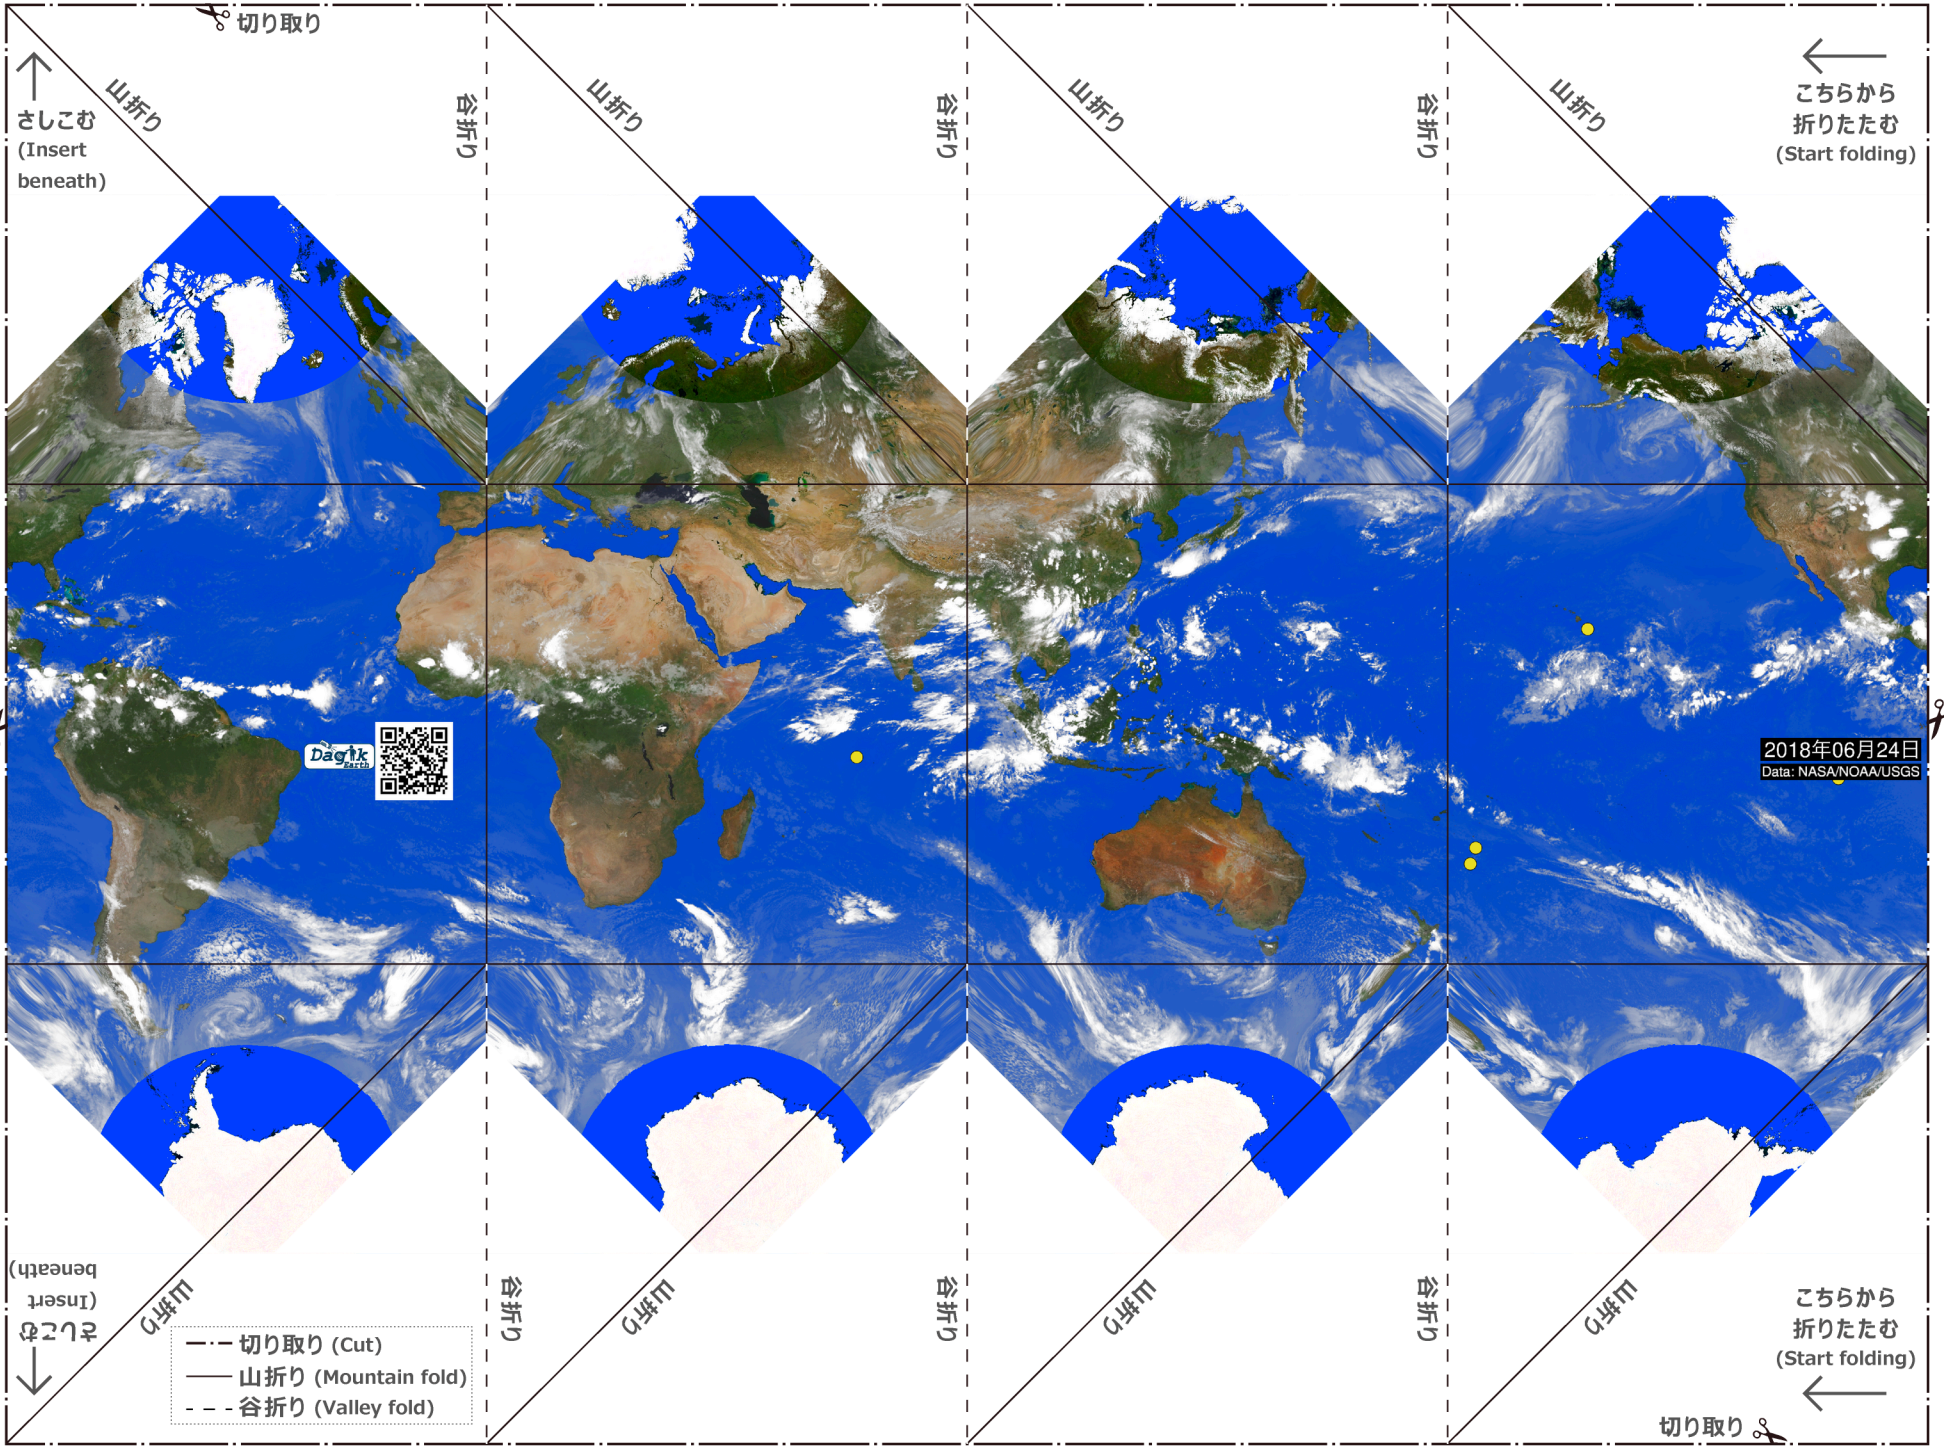 切り取り
山折り
谷折り
山折り
谷折り
山折り
谷折り
山折り
さしこむ
(Insert
beneath)
こちらから
折りたたむ
(Start folding)
Dagik
Earth
2018年06月24日
Data: NASA/NOAA/USGS
さしこむ
(Insert
beneath)
山折り
谷折り
山折り
谷折り
山折り
谷折り
山折り
こちらから
折りたたむ
(Start folding)
切り取り (Cut)
山折り (Mountain fold)
谷折り (Valley fold)
切り取り